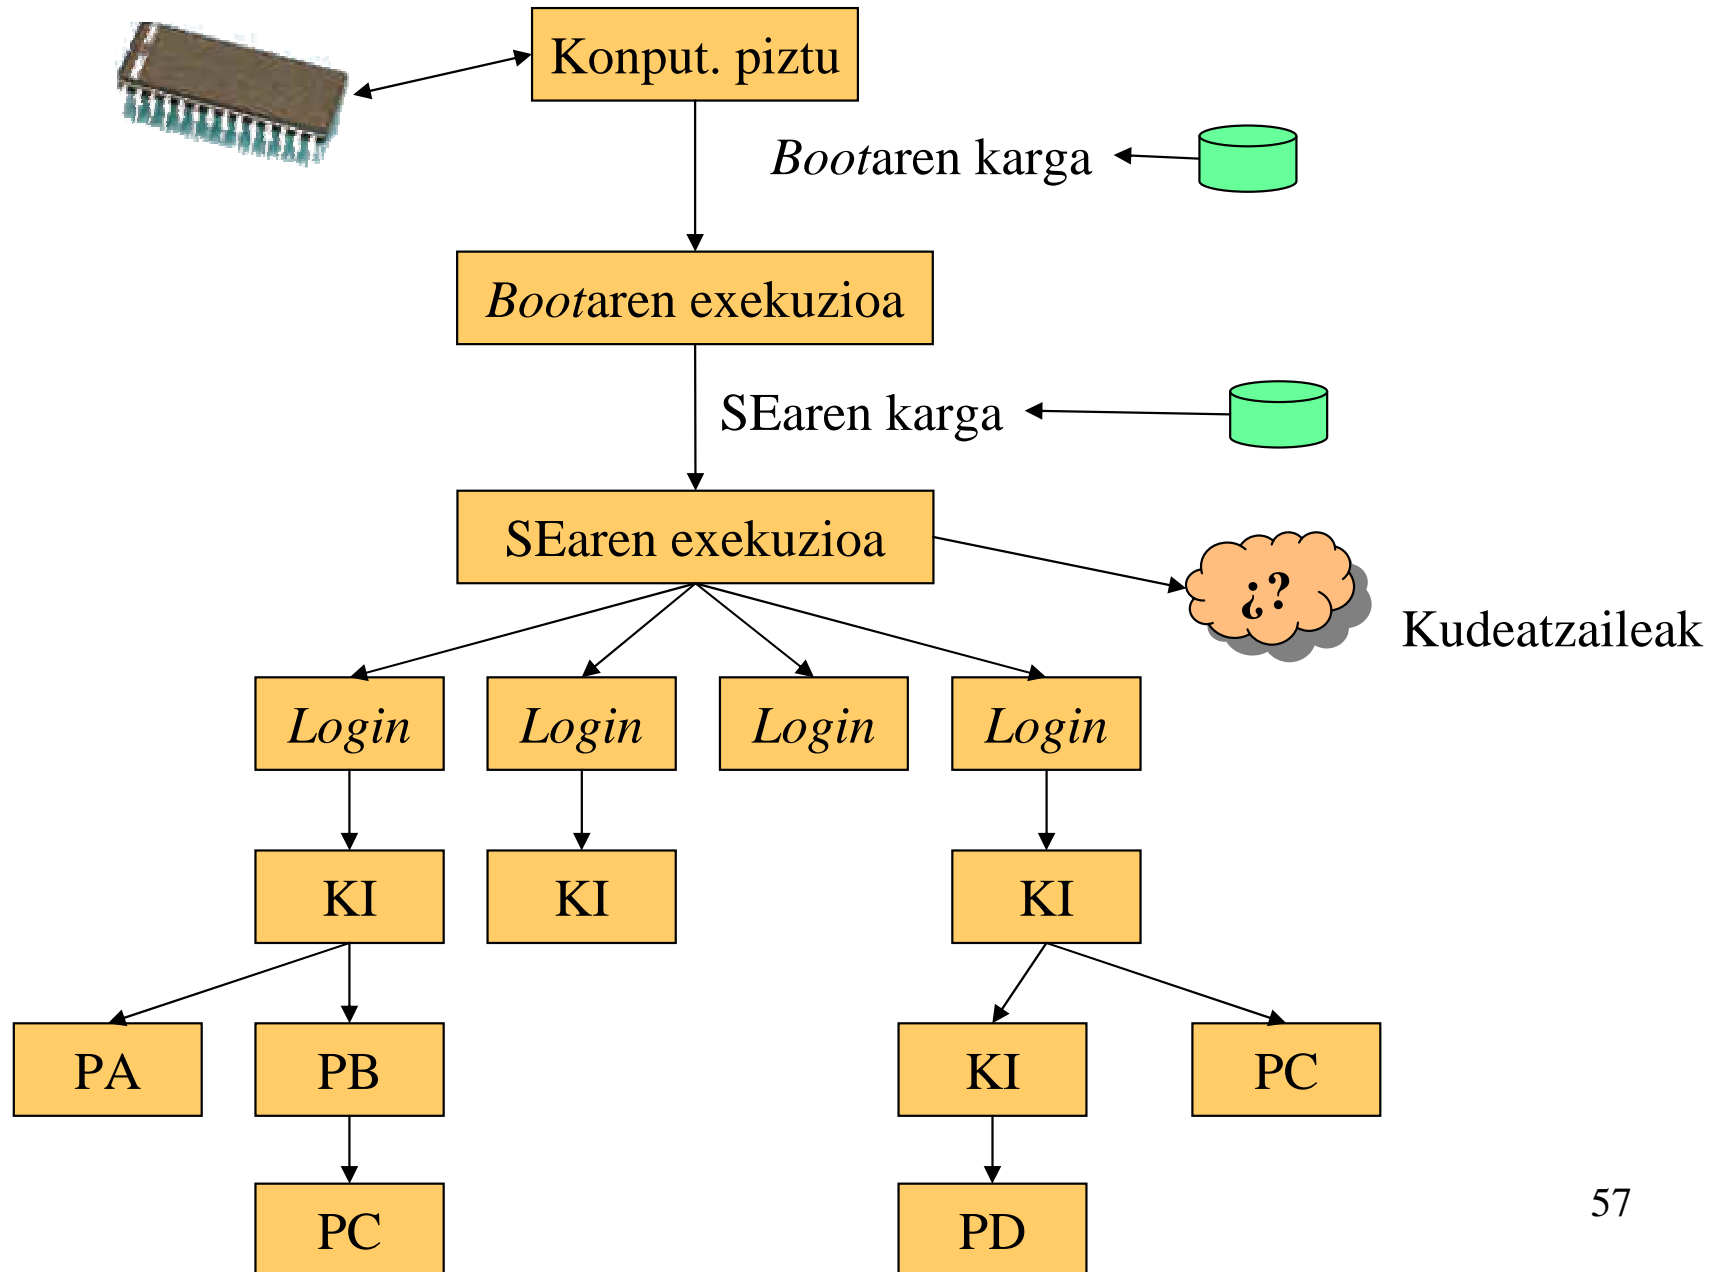 Konput. piztu
Bootaren karga
Bootaren exekuzioa
SEaren karga
SEaren exekuzioa
¿?
Kudeatzaileak
Login Login Login Login
KI KI KI
PA PB KI PC
PC PD
57